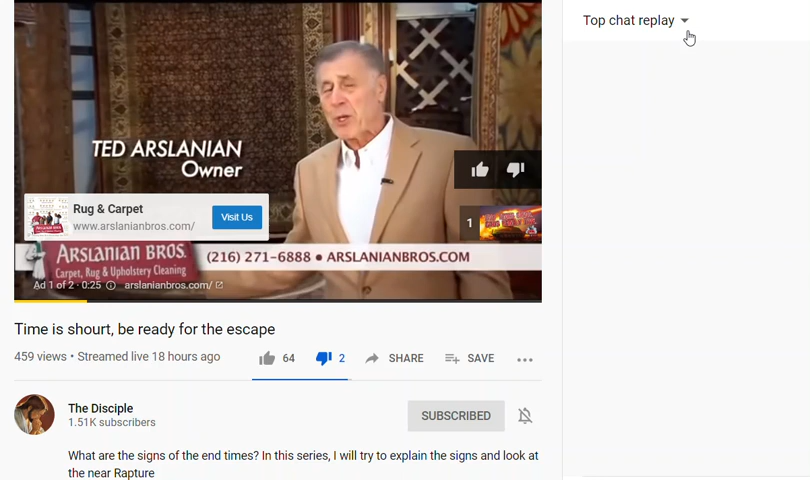 Top chat replay
TED ARSLANIAN
Owner
Rug & Carpet
www.arslanianbros.com/
Visit Us
1
ARSLANIAN BROS.
Carpet, Rug & Upholstery Cleaning
(216) 271-6888 • ARSLANIANBROS.COM
Ad 1 of 2 · 0:25 arslanianbros.com/
Time is shourt, be ready for the escape
459 views • Streamed live 18 hours ago
64
2
SHARE
SAVE
The Disciple
1.51K subscribers
SUBSCRIBED
What are the signs of the end times? In this series, I will try to explain the signs and look at
the near Rapture